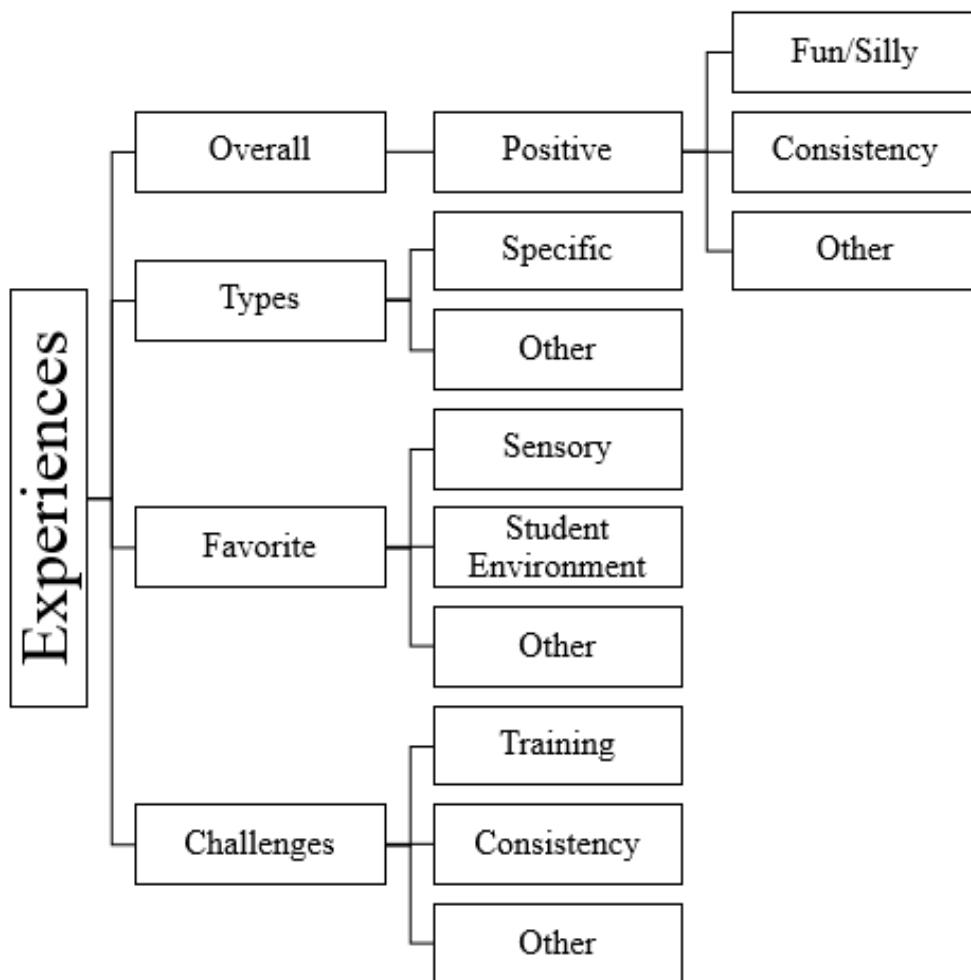 Experiences
Overall
Positive
Fun/Silly
Consistency
Other
Types
Specific
Other
Favorite
Sensory
Student
Environment
Other
Challenges
Training
Consistency
Other